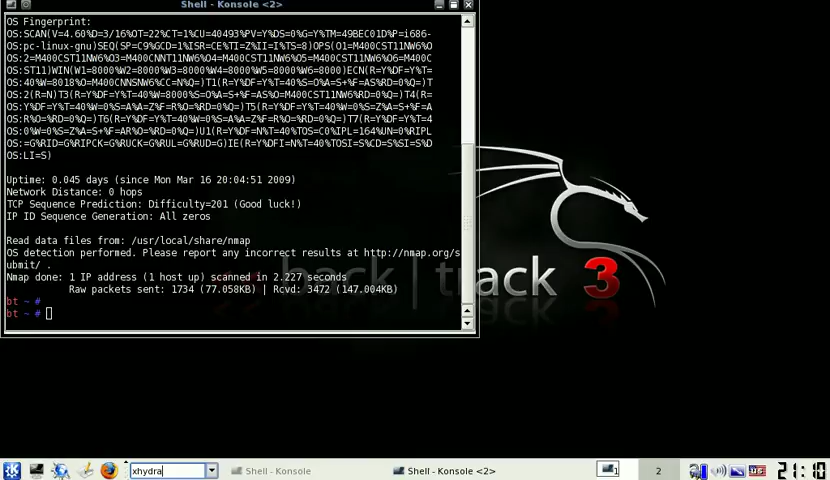 Shell - Konsole <2>
OS Fingerprint:
OS:SCAN(V=4.60%D=3/16%OT=22%CT=1%CU=40493%PV=Y%DS=0%G=Y%TM=49BEC01D%P=i686-
OS:pc-linux-gnu)SEQ(SP=C9%GCD=1%ISR=CE%TI=Z%II=I%TS=8)OPS(O1=M400CST11NW6%O
OS:2=M400CST11NW6%O3=M400CNNT11NW6%O4=M400CST11NW6%O5=M400CST11NW6%O6=M400C
OS:ST11)WIN(W1=8000%W2=8000%W3=8000%W4=8000%W5=8000%W6=8000)ECN(R=Y%DF=Y%T=
OS:40%W=8018%O=M400CNNSNW6%CC=N%Q=)T1(R=Y%DF=Y%T=40%S=O%A=S+%F=AS%RD=0%Q=)T
OS:2(R=N)T3(R=Y%DF=Y%T=40%W=8000%S=O%A=S+%F=AS%O=M400CST11NW6%RD=0%Q=)T4(R=
OS:Y%DF=Y%T=40%W=0%S=A%A=Z%F=R%O=%RD=0%Q=)T5(R=Y%DF=Y%T=40%W=0%S=Z%A=S+%F=A
OS:R%O=%RD=0%Q=)T6(R=Y%DF=Y%T=40%W=0%S=A%A=Z%F=R%O=%RD=0%Q=)T7(R=Y%DF=Y%T=4
OS:0%W=0%S=Z%A=S+%F=AR%O=%RD=0%Q=)U1(R=Y%DF=N%T=40%TOS=C0%IPL=164%UN=0%RIPL
OS:=G%RID=G%RIPCK=G%RUCK=G%RUL=G%RUD=G)IE(R=Y%DFI=N%T=40%TOSI=S%CD=S%SI=S%D
OS:LI=S)
Uptime: 0.045 days (since Mon Mar 16 20:04:51 2009)
Network Distance: 0 hops
TCP Sequence Prediction: Difficulty=201 (Good luck!)
IP ID Sequence Generation: All zeros
Read data files from: /usr/local/share/nmap
OS detection performed. Please report any incorrect results at http://nmap.org/s
ubmit/ .
Nmap done: 1 IP address (1 host up) scanned in 2.227 seconds
Raw packets sent: 1734 (77.058KB) | Rcvd: 3472 (147.004KB)
bt ~ #
bt ~ #
back | track 3
xhydra
Shell - Konsole
Shell - Konsole <2>
1
2
21:10